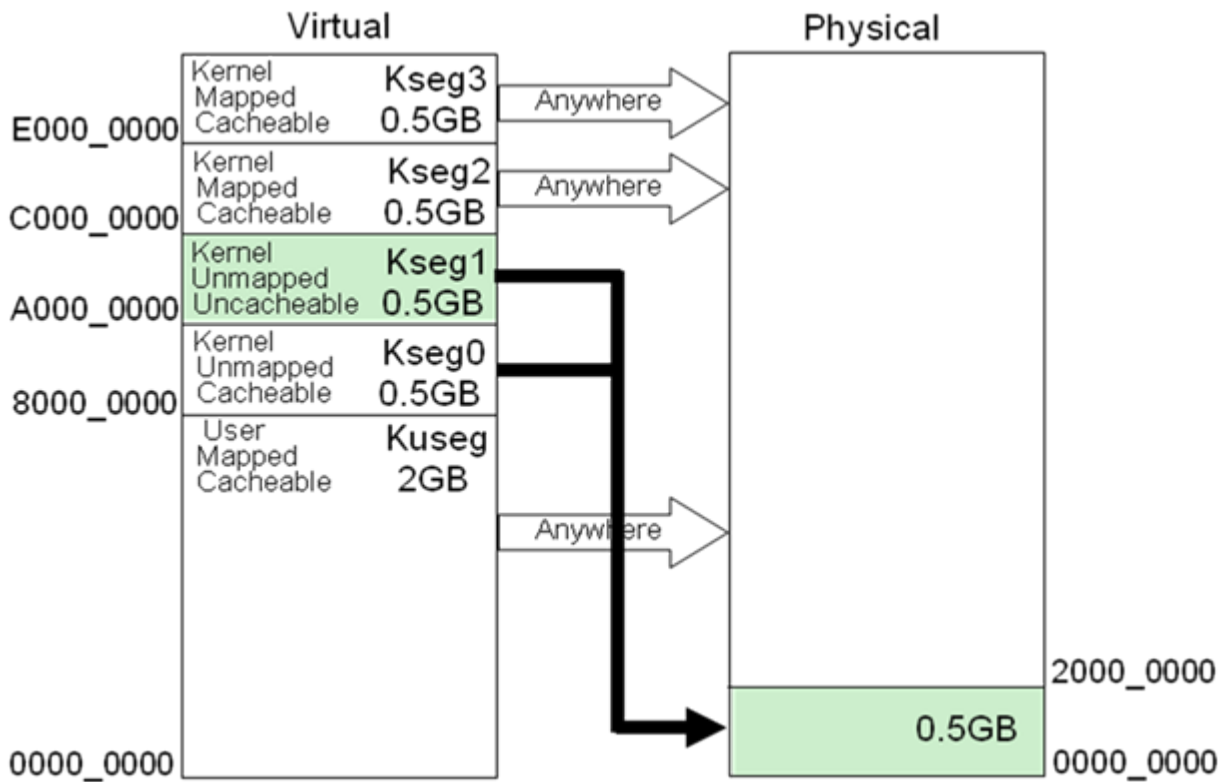 Virtual
Physical
Kernel
Mapped
Cacheable
Kseg3
0.5GB
Anywhere
E000_0000
Kernel
Mapped
Cacheable
Kseg2
0.5GB
Anywhere
C000_0000
Kernel
Unmapped
Uncacheable
Kseg1
0.5GB
A000_0000
Kernel
Unmapped
Cacheable
Kseg0
0.5GB
8000_0000
User
Mapped
Cacheable
Kuseg
2GB
Anywhere
2000_0000
0.5GB
0000_0000
0000_0000